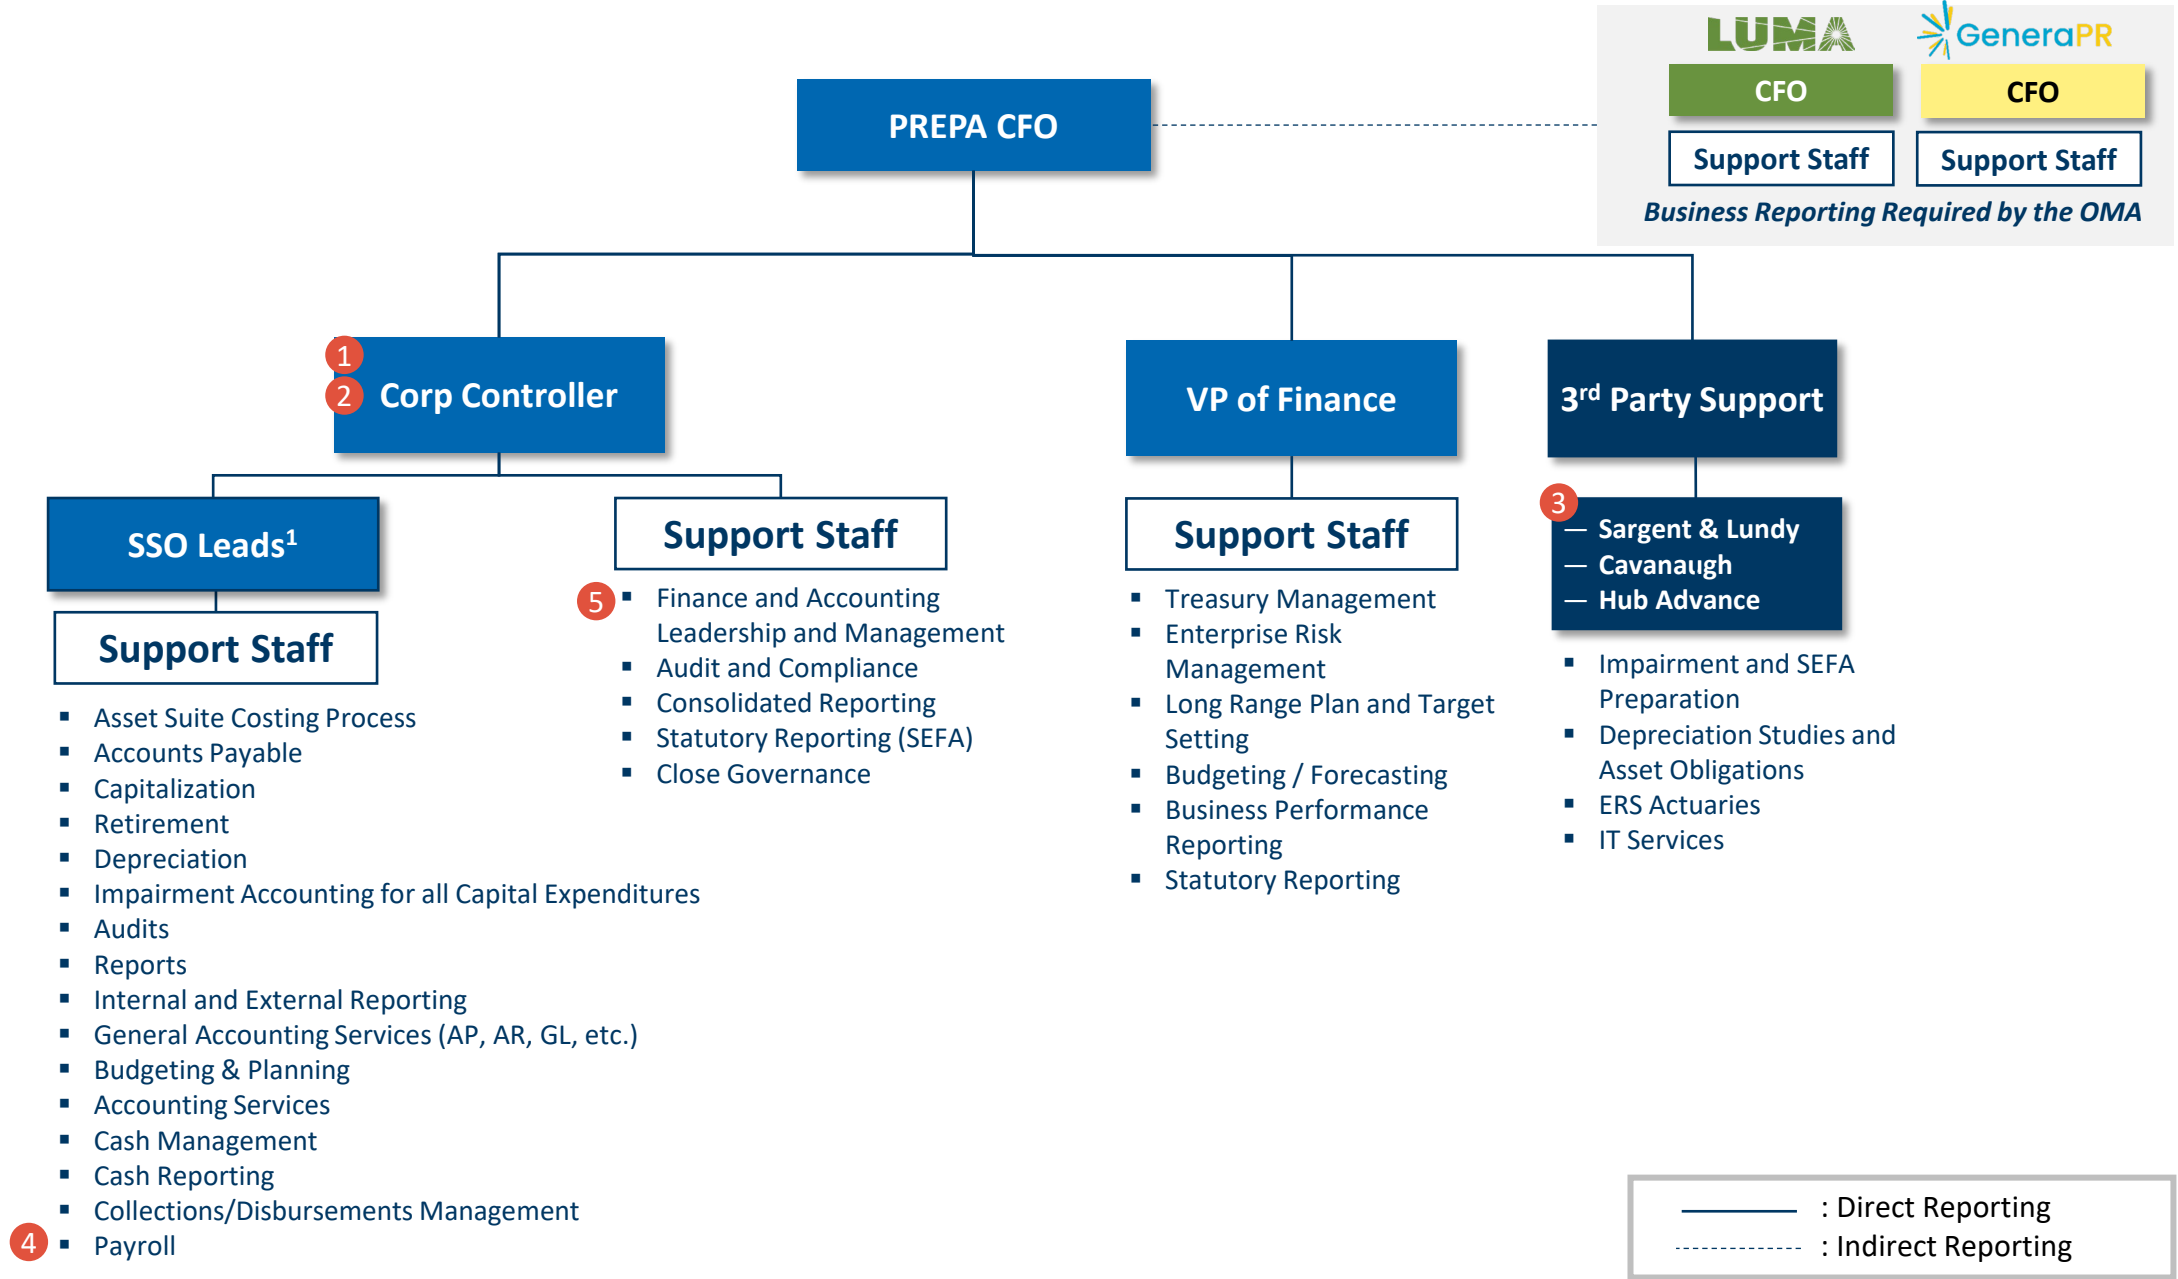 LUMA GeneraPR
CFO CFO
Support Staff Support Staff
Business Reporting Required by the OMA
PREPA CFO
1
2
Corp Controller
VP of Finance
3rd Party Support
SSO Leads1
Support Staff
Asset Suite Costing Process
Accounts Payable
Capitalization
Retirement
Depreciation
Impairment Accounting for all Capital Expenditures
Audits
Reports
Internal and External Reporting
General Accounting Services (AP, AR, GL, etc.)
Budgeting & Planning
Accounting Services
Cash Management
Cash Reporting
Collections/Disbursements Management
4
Payroll
Support Staff
5
Finance and Accounting
Leadership and Management
Audit and Compliance
Consolidated Reporting
Statutory Reporting (SEFA)
Close Governance
Support Staff
Treasury Management
Enterprise Risk
Management
Long Range Plan and Target
Setting
Budgeting / Forecasting
Business Performance
Reporting
Statutory Reporting
3
— Sargent & Lundy
— Cavanaugh
— Hub Advance
Impairment and SEFA
Preparation
Depreciation Studies and
Asset Obligations
ERS Actuaries
IT Services
: Direct Reporting
: Indirect Reporting